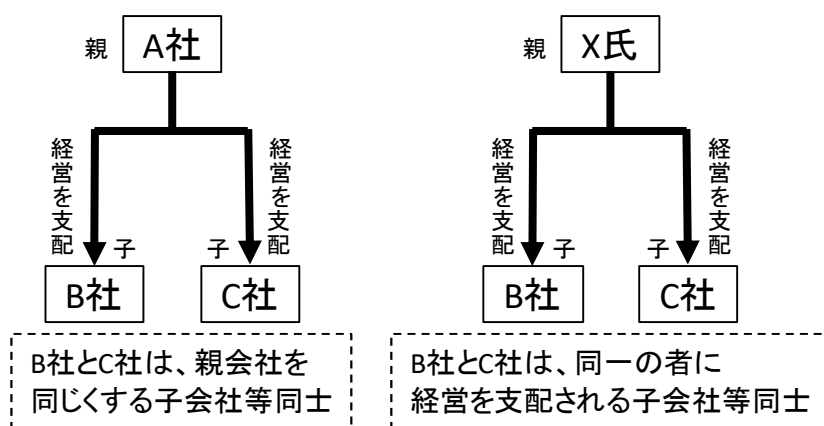 親
A社
経営を支配
経営を支配
子
子
B社
C社
B社とC社は、親会社を
同じくする子会社等同士
親
X氏
経営を支配
経営を支配
子
子
B社
C社
B社とC社は、同一の者に
経営を支配される子会社等同士